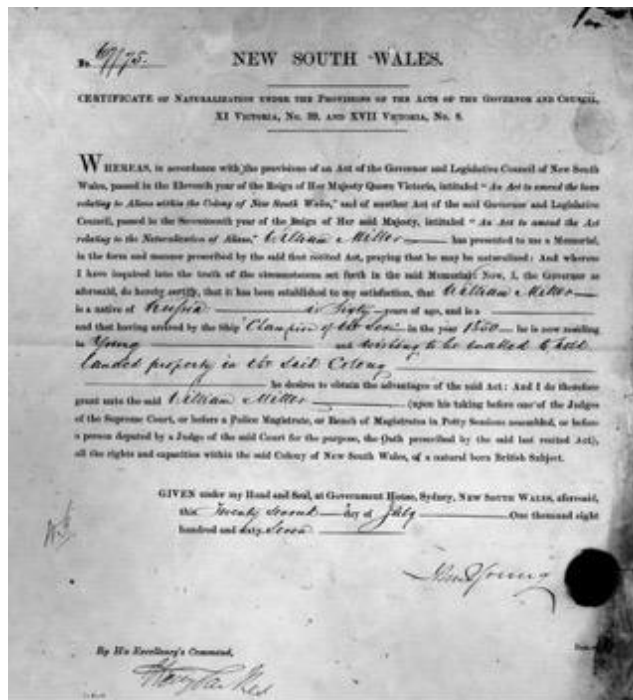 No 67/75.
NEW SOUTH WALES.
CERTIFICATE OF NATURALIZATION UNDER THE PROVISIONS OF THE ACTS OF THE GOVERNOR AND COUNCIL,
XI VICTORIA, No. 39, AND XVII VICTORIA, No. 8.
WHEREAS, in accordance with the provisions of an Act of the Governor and Legislative Council of New South
Wales, passed in the Eleventh year of the Reign of Her Majesty Queen Victoria, intituled "An Act to amend the laws
relating to Aliens within the Colony of New South Wales," and of another Act of the said Governor and Legislative
Council, passed in the Seventeenth year of the Reign of Her said Majesty, intituled "An Act to amend the Act
relating to the Naturalization of Aliens," William Miller has presented to me a Memorial,
in the form and manner prescribed by the said first recited Act, praying that he may be naturalized: And whereas
I have inquired into the truth of the circumstances set forth in the said Memorial: Now, I, the Governor as
aforesaid, do hereby certify, that it has been established to my satisfaction, that William Miller
is a native of Russia is Sixty years of age, and is a
and that having arrived by the Ship "Champion of the Seas" in the year 1850 he is now residing
in Young and wishing to be enabled to hold
landed property in the said Colony
he desires to obtain the advantages of the said Act: And I do therefore
grant unto the said William Miller (upon his taking before one of the Judges
of the Supreme Court, or before a Police Magistrate, or Bench of Magistrates in Petty Sessions assembled, or before
a person deputed by a Judge of the said Court for the purpose, the Oath prescribed by the said last recited Act),
all the rights and capacities within the said Colony of New South Wales, of a natural born British Subject.
GIVEN under my Hand and Seal, at Government House, Sydney, NEW SOUTH WALES, aforesaid,
this Twenty second day of July One thousand eight
hundred and sixty Seven
John Young
By His Excellency's Command,
Henry Parkes